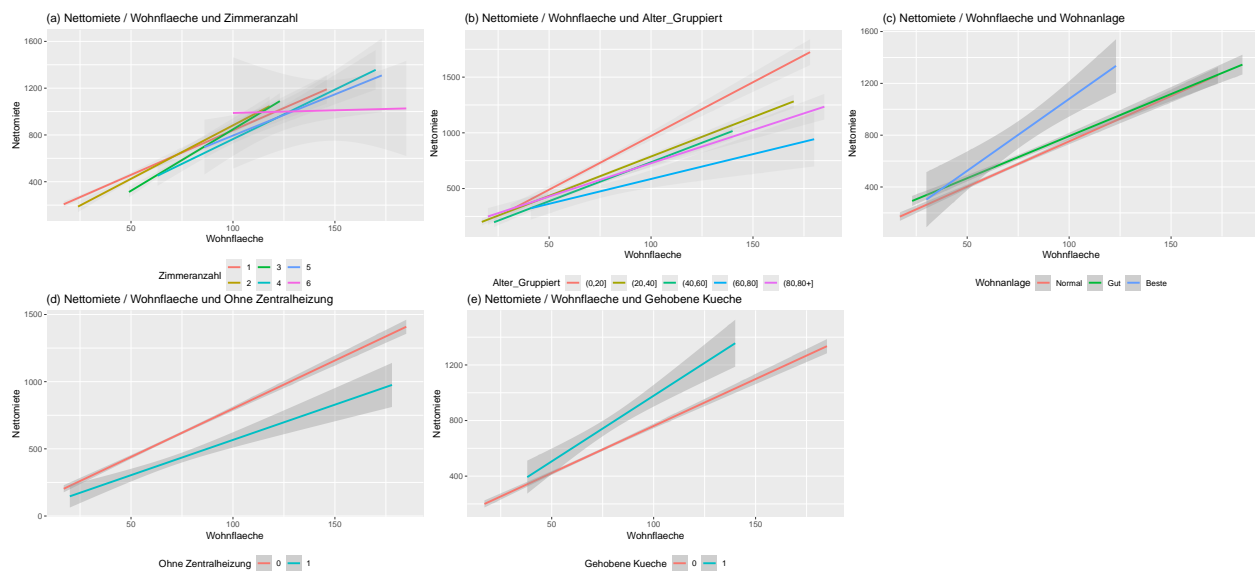 (a) Nettomiete / Wohnflaeche und Zimmeranzahl
1600
1200
800
400
Nettomiete
50 100 150
Wohnflaeche
Zimmeranzahl 1 3 5
2 4 6
(b) Nettomiete / Wohnflaeche und Alter_Gruppiert
1500
1000
500
Nettomiete
50 100 150
Wohnflaeche
Alter_Gruppiert (0,20] (20,40] (40,60] (60,80] (80,80+]
(c) Nettomiete / Wohnflaeche und Wohnanlage
1600
1200
800
400
Nettomiete
50 100 150
Wohnflaeche
Wohnanlage Normal Gut Beste
(d) Nettomiete / Wohnflaeche und Ohne Zentralheizung
1500
1000
500
0
Nettomiete
50 100 150
Wohnflaeche
Ohne Zentralheizung 0 1
(e) Nettomiete / Wohnflaeche und Gehobene Kueche
1200
800
400
Nettomiete
50 100 150
Wohnflaeche
Gehobene Kueche 0 1